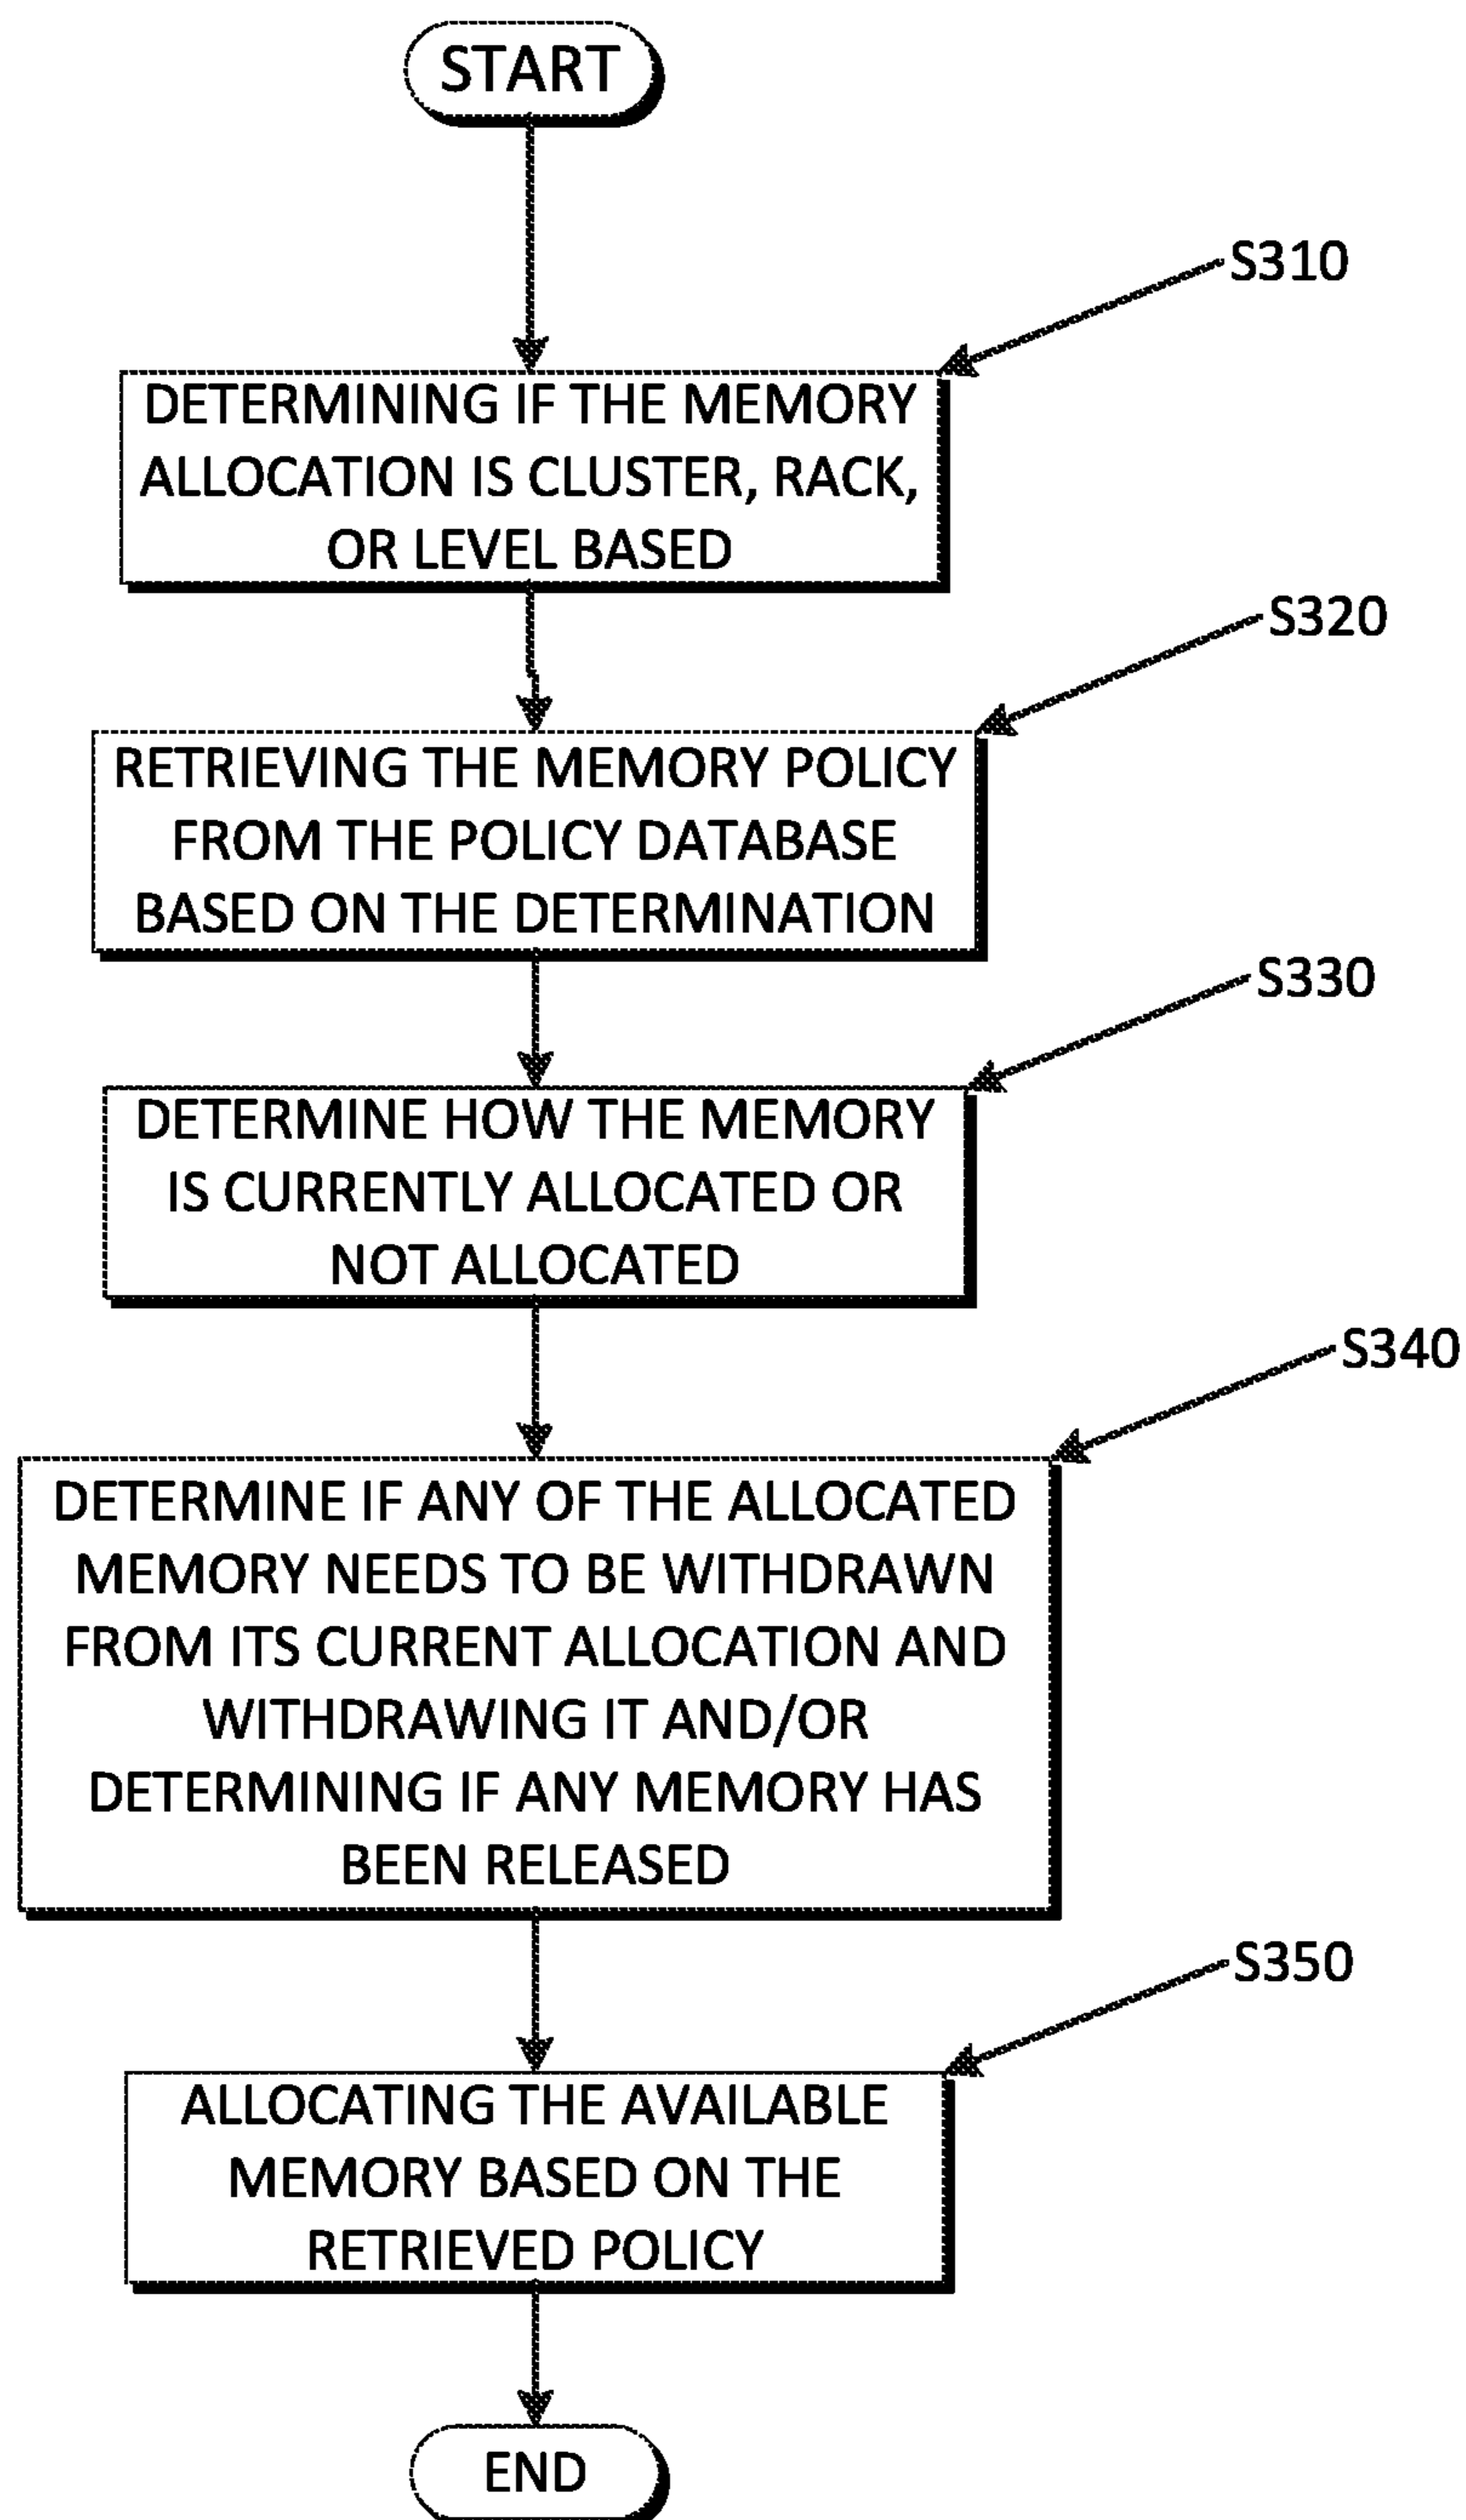 START
S310
DETERMINING IF THE MEMORY
ALLOCATION IS CLUSTER, RACK,
OR LEVEL BASED
S320
RETRIEVING THE MEMORY POLICY
FROM THE POLICY DATABASE
BASED ON THE DETERMINATION
S330
DETERMINE HOW THE MEMORY
IS CURRENTLY ALLOCATED OR
NOT ALLOCATED
S340
DETERMINE IF ANY OF THE ALLOCATED
MEMORY NEEDS TO BE WITHDRAWN
FROM ITS CURRENT ALLOCATION AND
WITHDRAWING IT AND/OR
DETERMINING IF ANY MEMORY HAS
BEEN RELEASED
S350
ALLOCATING THE AVAILABLE
MEMORY BASED ON THE
RETRIEVED POLICY
END